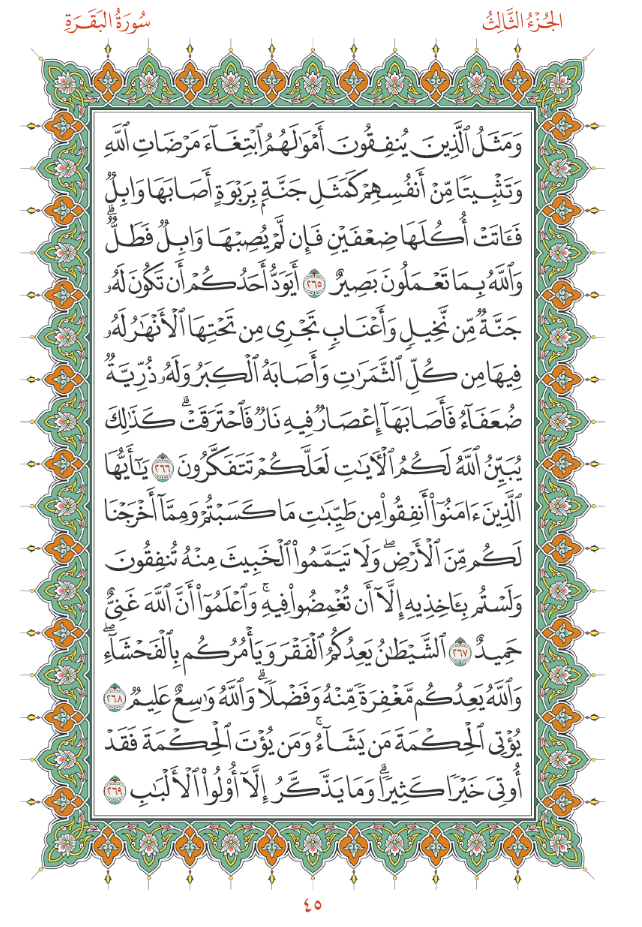 الجُزْءُ الثَّالِثُ
سُورَةُ البَقَرَةِ
وَمَثَلُ ٱلَّذِينَ يُنفِقُونَ أَمْوَٰلَهُمُ ٱبْتِغَآءَ مَرْضَاتِ ٱللَّهِ
وَتَثْبِيتًا مِّنْ أَنفُسِهِمْ كَمَثَلِ جَنَّةٍۭ بِرَبْوَةٍ أَصَابَهَا وَابِلٌ
فَـَٔاتَتْ أُكُلَهَا ضِعْفَيْنِ فَإِن لَّمْ يُصِبْهَا وَابِلٌ فَطَلٌّ ۗ
وَٱللَّهُ بِمَا تَعْمَلُونَ بَصِيرٌ ٢٦٥ أَيَوَدُّ أَحَدُكُمْ أَن تَكُونَ لَهُۥ
جَنَّةٌ مِّن نَّخِيلٍ وَأَعْنَابٍ تَجْرِى مِن تَحْتِهَا ٱلْأَنْهَٰرُ لَهُۥ
فِيهَا مِن كُلِّ ٱلثَّمَرَٰتِ وَأَصَابَهُ ٱلْكِبَرُ وَلَهُۥ ذُرِّيَّةٌ
ضُعَفَآءُ فَأَصَابَهَآ إِعْصَارٌ فِيهِ نَارٌ فَٱحْتَرَقَتْ ۗ كَذَٰلِكَ
يُبَيِّنُ ٱللَّهُ لَكُمُ ٱلْـَٔايَٰتِ لَعَلَّكُمْ تَتَفَكَّرُونَ ٢٦٦ يَٰٓأَيُّهَا
ٱلَّذِينَ ءَامَنُوٓا۟ أَنفِقُوا۟ مِن طَيِّبَٰتِ مَا كَسَبْتُمْ وَمِمَّآ أَخْرَجْنَا
لَكُم مِّنَ ٱلْأَرْضِ ۖ وَلَا تَيَمَّمُوا۟ ٱلْخَبِيثَ مِنْهُ تُنفِقُونَ
وَلَسْتُم بِـَٔاخِذِيهِ إِلَّآ أَن تُغْمِضُوا۟ فِيهِ ۚ وَٱعْلَمُوٓا۟ أَنَّ ٱللَّهَ غَنِىٌّ
حَمِيدٌ ٢٦٧ ٱلشَّيْطَٰنُ يَعِدُكُمُ ٱلْفَقْرَ وَيَأْمُرُكُم بِٱلْفَحْشَآءِ ۖ
وَٱللَّهُ يَعِدُكُم مَّغْفِرَةً مِّنْهُ وَفَضْلًا ۗ وَٱللَّهُ وَٰسِعٌ عَلِيمٌ ٢٦٨
يُؤْتِى ٱلْحِكْمَةَ مَن يَشَآءُ ۚ وَمَن يُؤْتَ ٱلْحِكْمَةَ فَقَدْ
أُوتِىَ خَيْرًا كَثِيرًا ۗ وَمَا يَذَّكَّرُ إِلَّآ أُو۟لُوا۟ ٱلْأَلْبَٰبِ ٢٦٩
٤٥